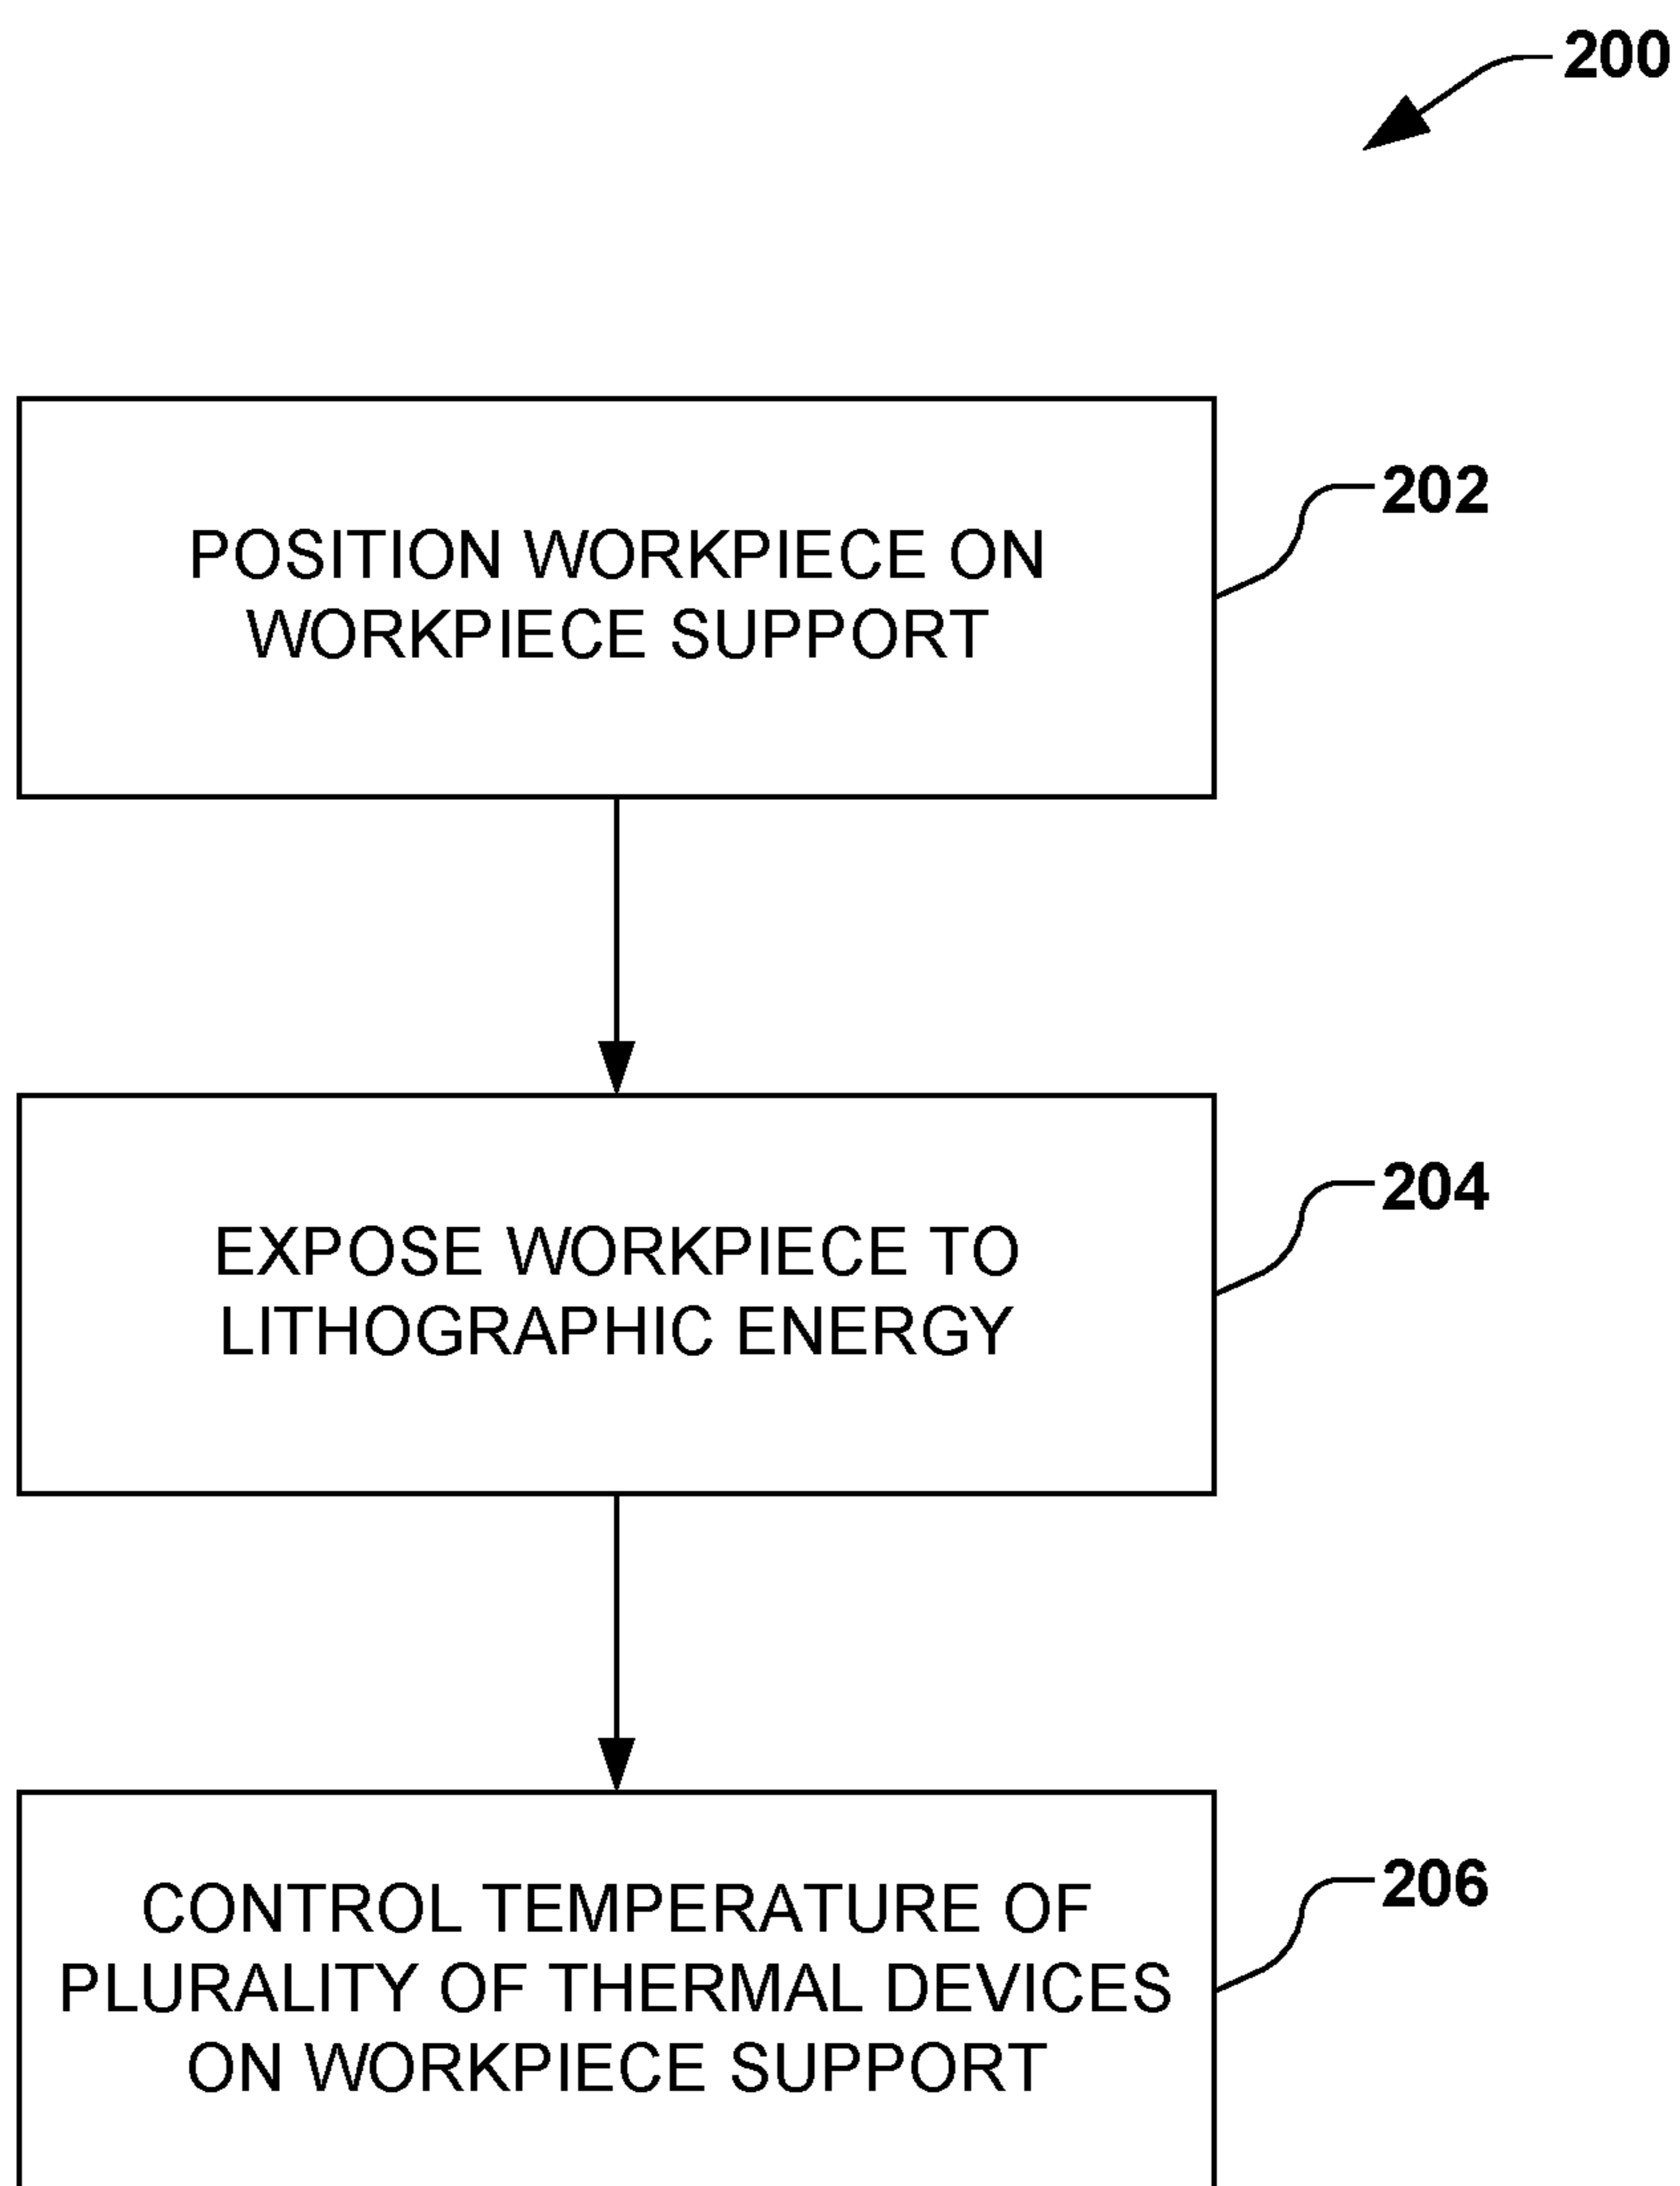 200
POSITION WORKPIECE ON
WORKPIECE SUPPORT
202
EXPOSE WORKPIECE TO
LITHOGRAPHIC ENERGY
204
CONTROL TEMPERATURE OF
PLURALITY OF THERMAL DEVICES
ON WORKPIECE SUPPORT
206